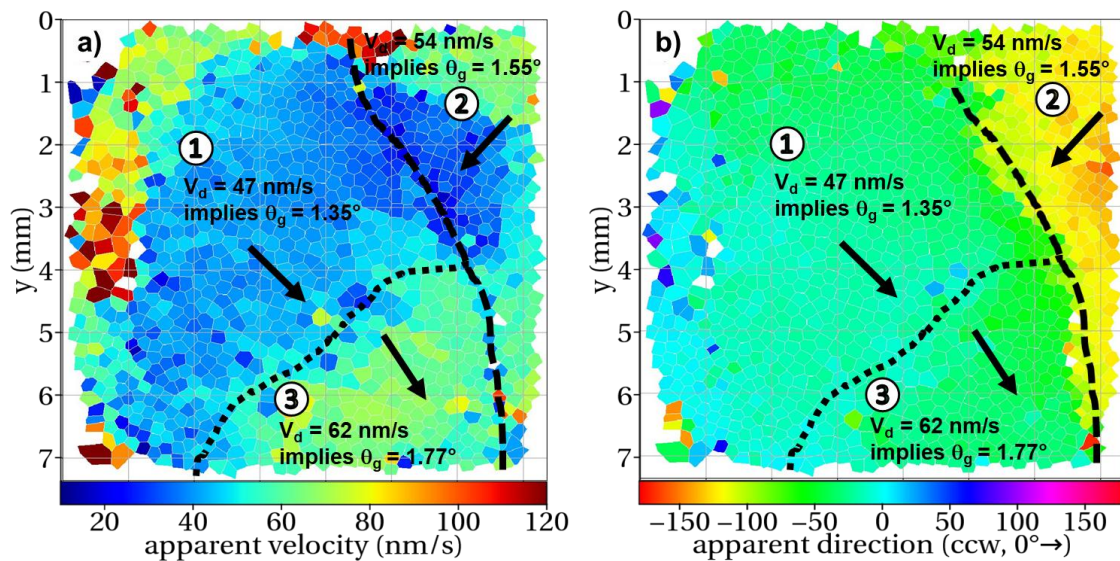 a)
V_d = 54 nm/s
implies θ_g = 1.55°
2
1
V_d = 47 nm/s
implies θ_g = 1.35°
3
V_d = 62 nm/s
implies θ_g = 1.77°
y (mm)
0
1
2
3
4
5
6
7
20 40 60 80 100 120
apparent velocity (nm/s)
b)
V_d = 54 nm/s
implies θ_g = 1.55°
2
1
V_d = 47 nm/s
implies θ_g = 1.35°
3
V_d = 62 nm/s
implies θ_g = 1.77°
y (mm)
0
1
2
3
4
5
6
7
−150 −100 −50 0 50 100 150
apparent direction (ccw, 0°→)